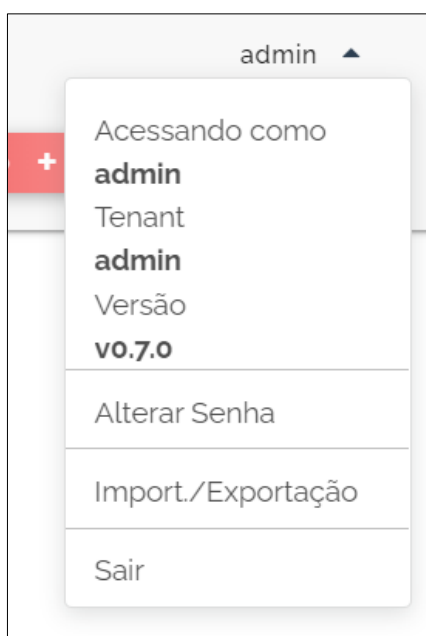 admin
+
Acessando como
admin
Tenant
admin
Versão
v0.7.0
Alterar Senha
Import./Exportação
Sair